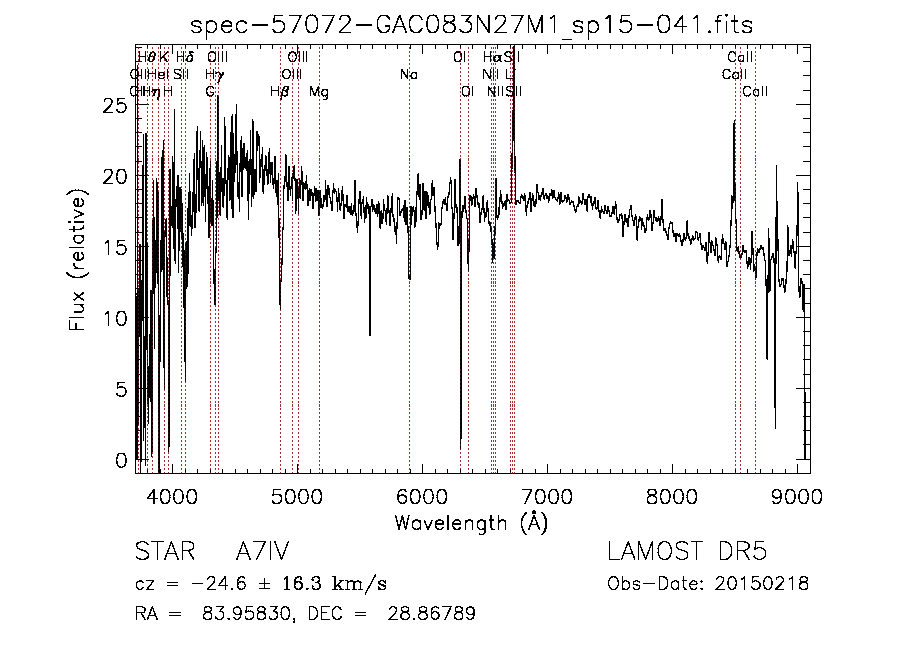 spec-57072-GAC083N27M1_sp15-041.fits
Hθ K Hδ OIII OIII OI Hα SII CaII
OII HeI SII Hγ OIII Na NII Li CaII
OII Hη H G Hβ Mg OI NII SII CaII
25
20
15
10
5
0
Flux (relative)
4000 5000 6000 7000 8000 9000
Wavelength (Å)
STAR A7IV LAMOST DR5
cz = −24.6 ± 16.3 km/s Obs−Date: 20150218
RA = 83.95830, DEC = 28.86789